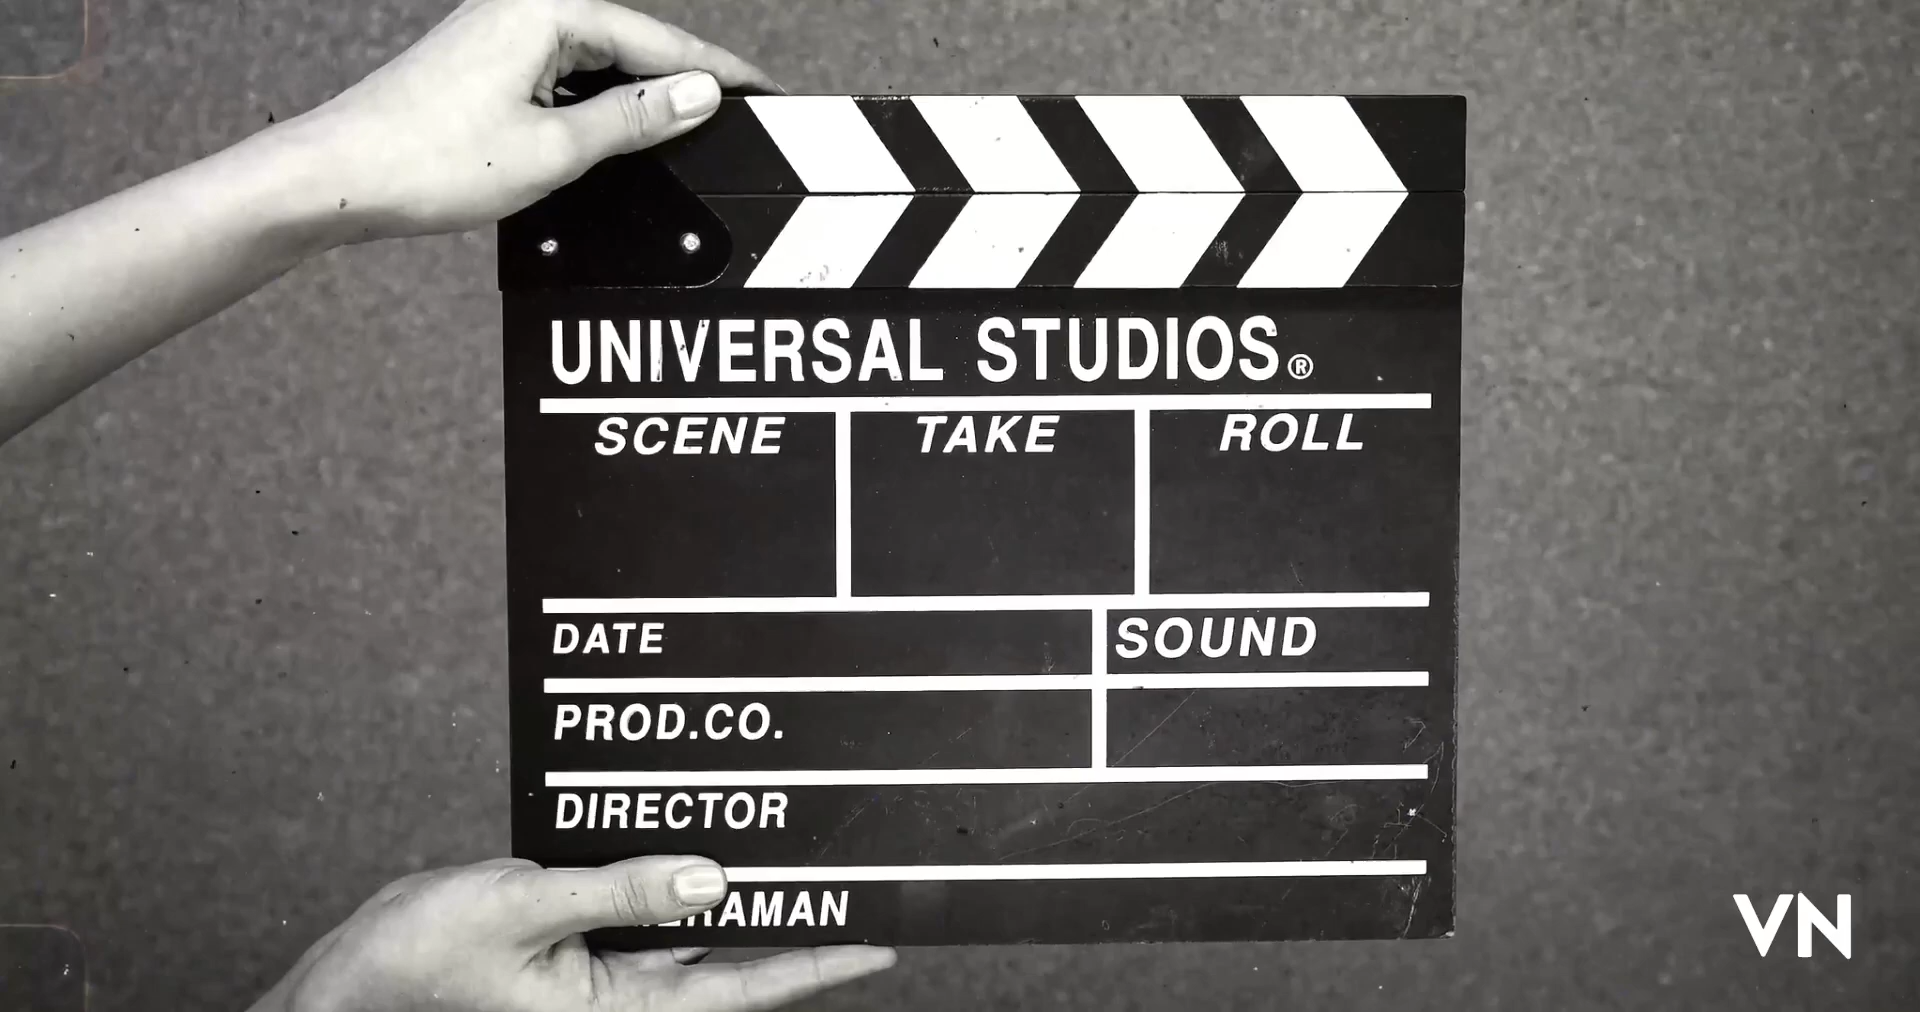 UNIVERSAL STUDIOS®
SCENE TAKE ROLL
DATE SOUND
PROD.CO.
DIRECTOR
VN